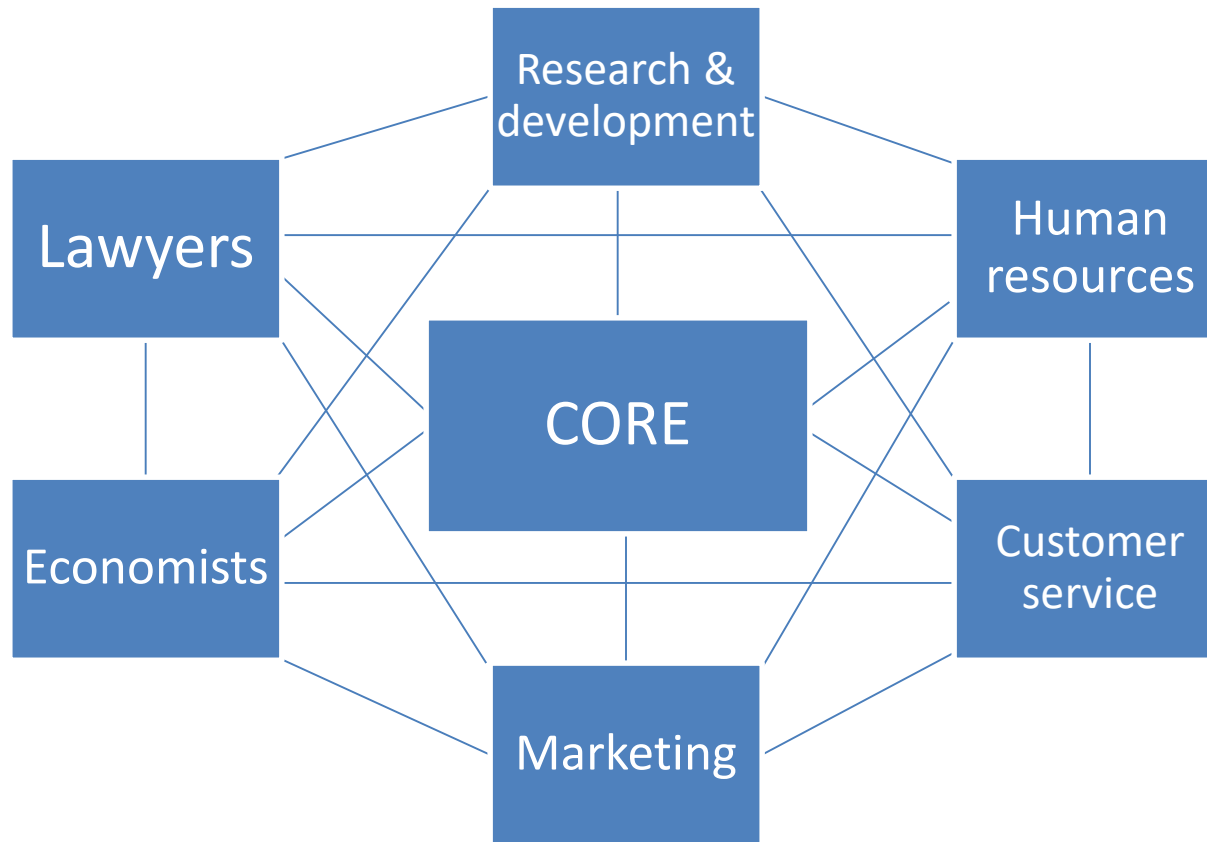 Research &
development
Lawyers
Human
resources
CORE
Economists
Customer
service
Marketing